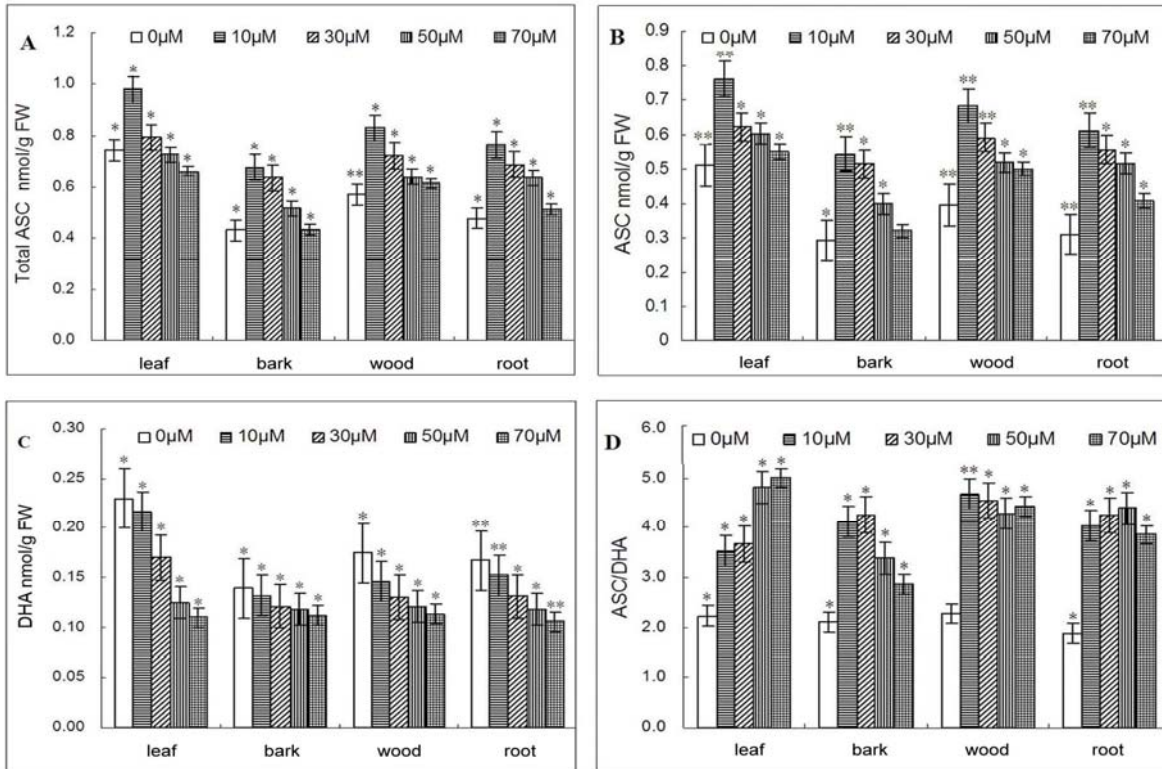 A
0µM 10µM 30µM 50µM 70µM
Total ASC nmol/g FW
1.2
1.0
0.8
0.6
0.4
0.2
0.0
* * * * *
* * * * *
** * * * *
* * * * *
leaf bark wood root
B
0µM 10µM 30µM 50µM 70µM
ASC nmol/g FW
0.9
0.8
0.7
0.6
0.5
0.4
0.3
0.2
0.1
0
** ** * * *
* ** * *
** ** ** * *
** ** * * *
leaf bark wood root
C
0µM 10µM 30µM 50µM 70µM
DHA nmol/g FW
0.30
0.25
0.20
0.15
0.10
0.05
0.00
* * * * *
* * * * *
* * * * *
** ** * * **
leaf bark wood root
D
0µM 10µM 30µM 50µM 70µM
ASC/DHA
6.0
5.0
4.0
3.0
2.0
1.0
0.0
* * * * *
* * * * *
** * * *
* * * * *
leaf bark wood root